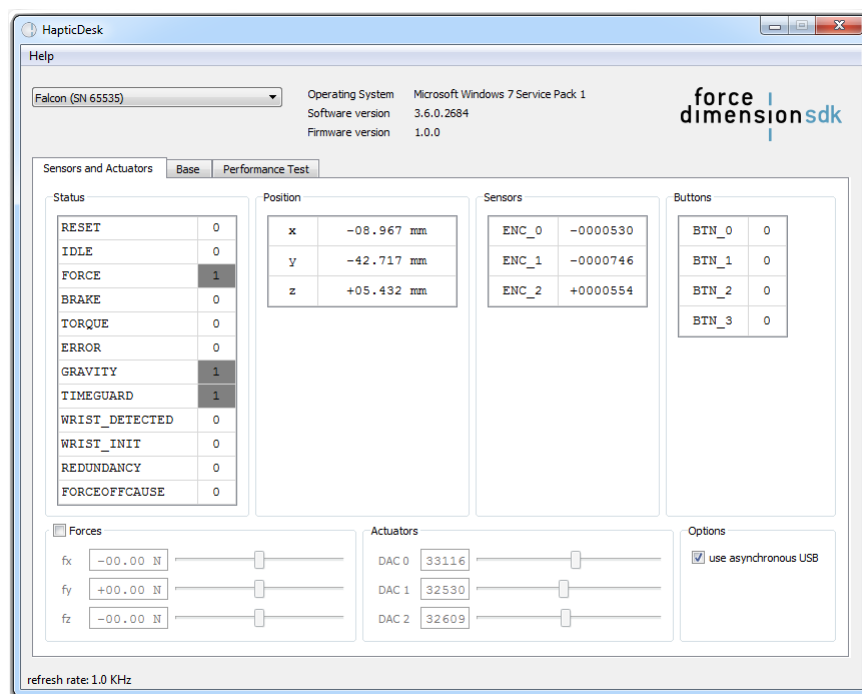 HapticDesk
Help
Falcon (SN 65535)
Operating System Microsoft Windows 7 Service Pack 1
Software version 3.6.0.2684
Firmware version 1.0.0
force
dimension sdk
Sensors and Actuators Base Performance Test
Status
RESET 0
IDLE 0
FORCE 1
BRAKE 0
TORQUE 0
ERROR 0
GRAVITY 1
TIMEGUARD 1
WRIST_DETECTED 0
WRIST_INIT 0
REDUNDANCY 0
FORCEOFFCAUSE 0
Position
x -08.967 mm
y -42.717 mm
z +05.432 mm
Sensors
ENC_0 -0000530
ENC_1 -0000746
ENC_2 +0000554
Buttons
BTN_0 0
BTN_1 0
BTN_2 0
BTN_3 0
Forces
fx -00.00 N
fy +00.00 N
fz -00.00 N
Actuators
DAC 0 33116
DAC 1 32530
DAC 2 32609
Options
use asynchronous USB
refresh rate: 1.0 KHz